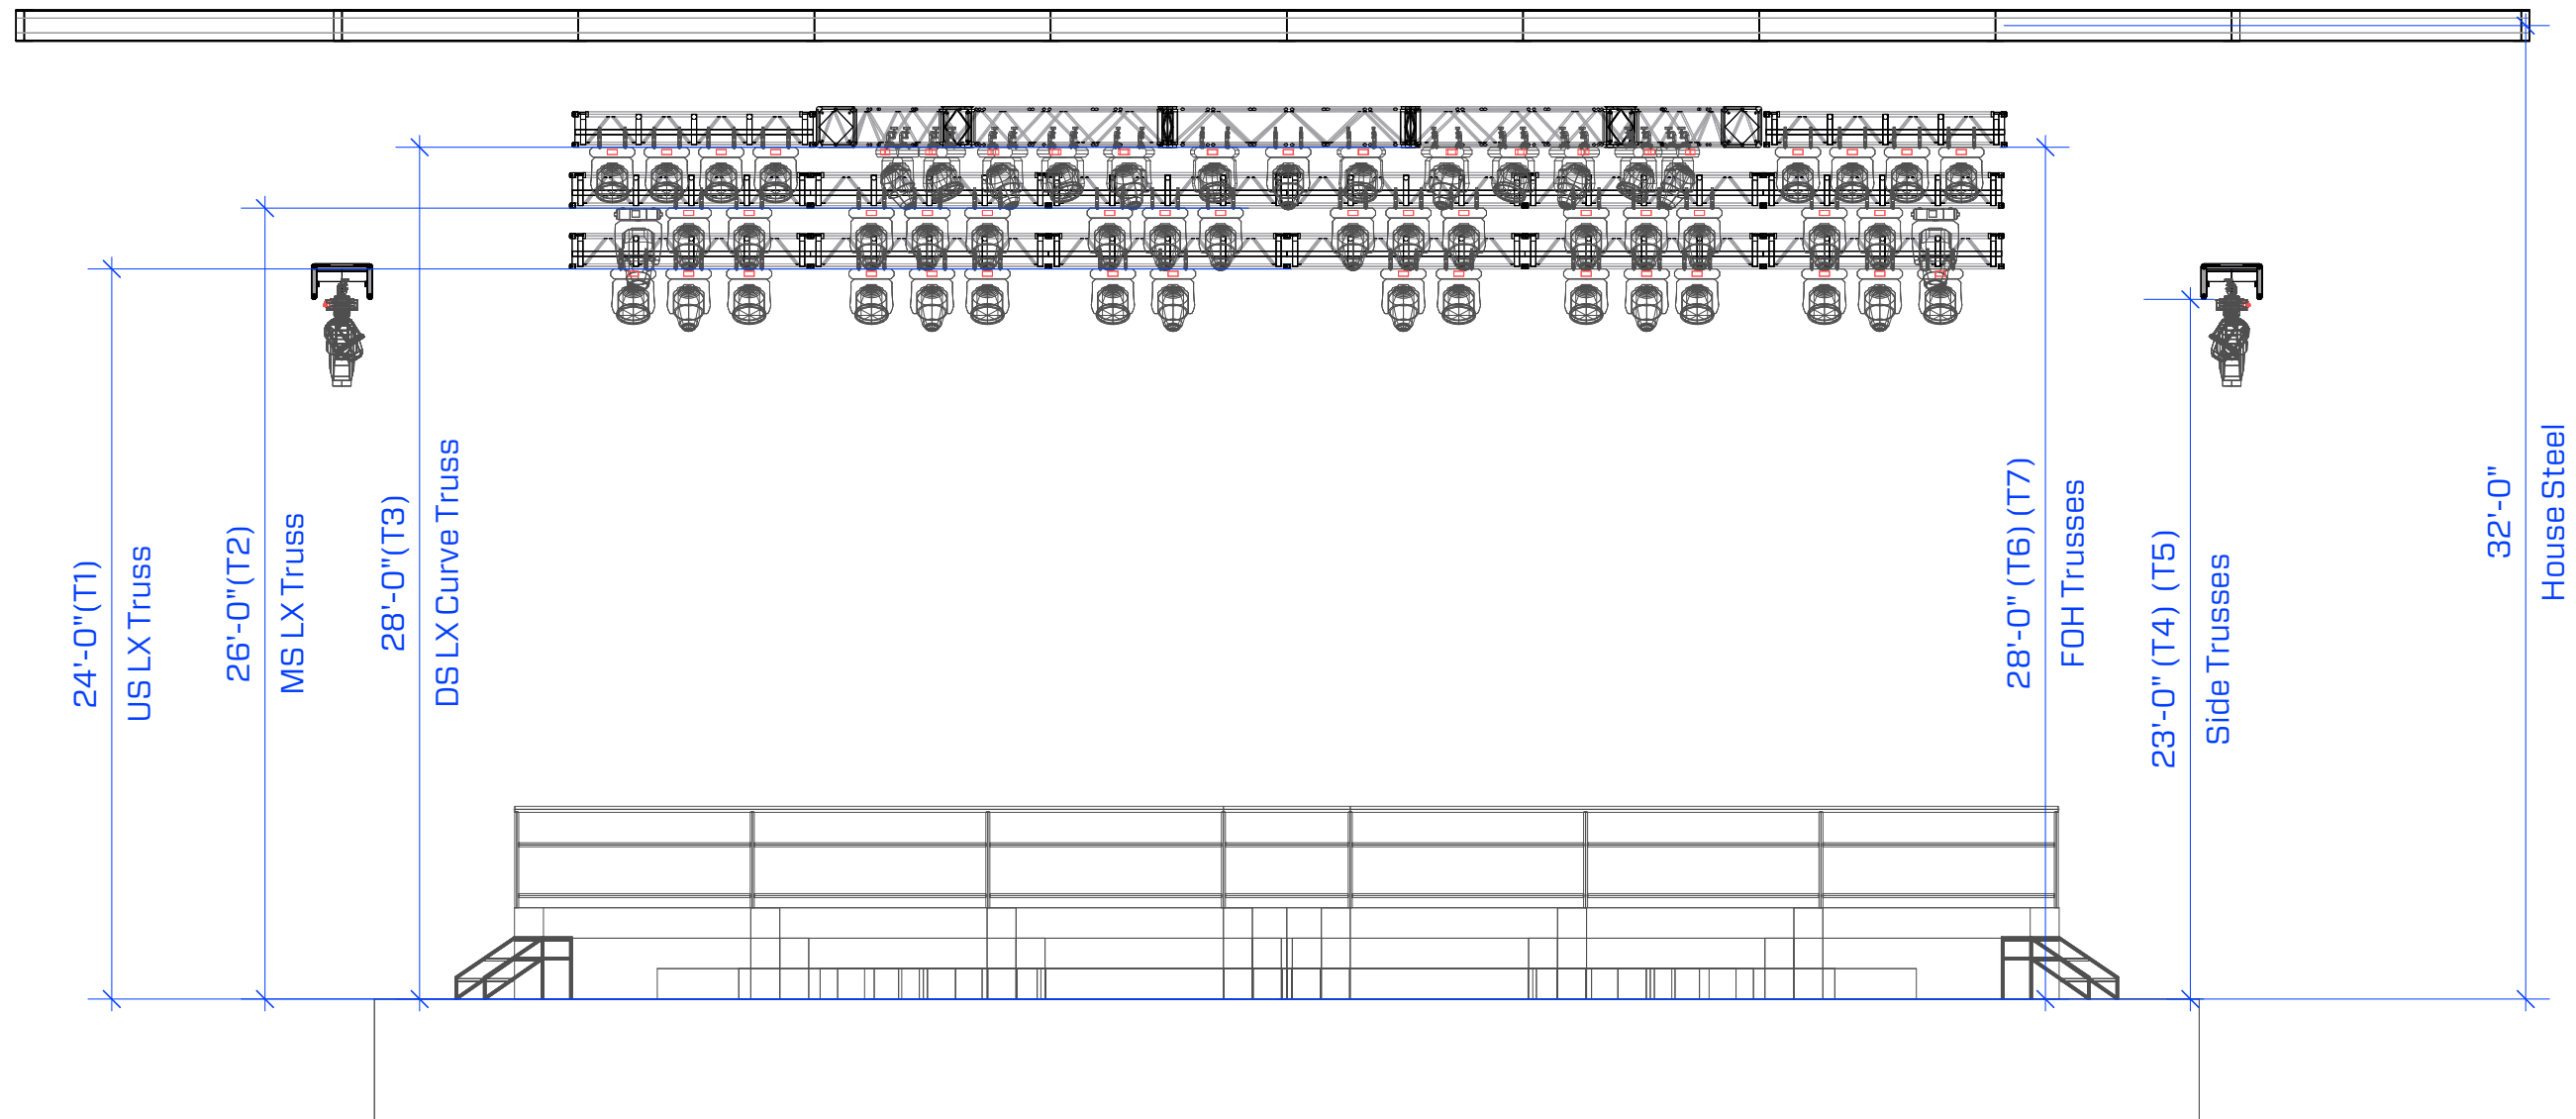 24'-0"(T1)
US LX Truss
26'-0"(T2)
MS LX Truss
28'-0"(T3)
DS LX Curve Truss
28'-0" (T6) (T7)
FOH Trusses
23'-0" (T4) (T5)
Side Trusses
32'-0"
House Steel